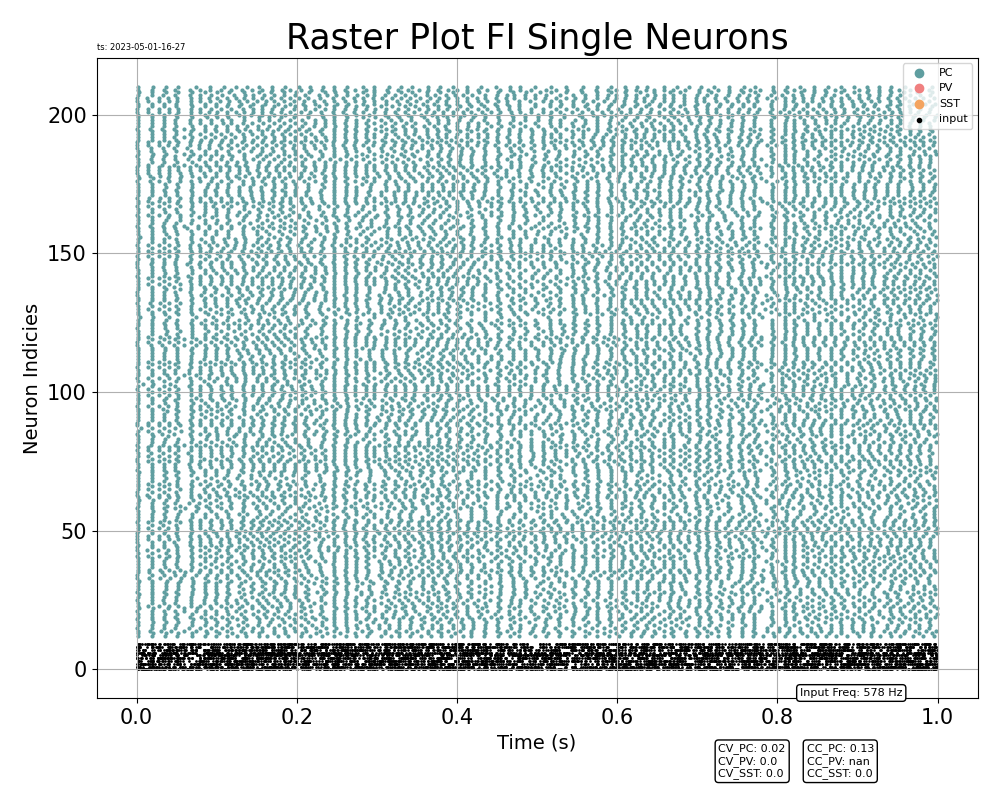 Raster Plot FI Single Neurons
ts: 2023-05-01-16-27
PC
PV
SST
input
200
150
100
50
0
Neuron Indicies
0.0 0.2 0.4 0.6 0.8 1.0
Time (s)
Input Freq: 578 Hz
CV_PC: 0.02
CV_PV: 0.0
CV_SST: 0.0
CC_PC: 0.13
CC_PV: nan
CC_SST: 0.0